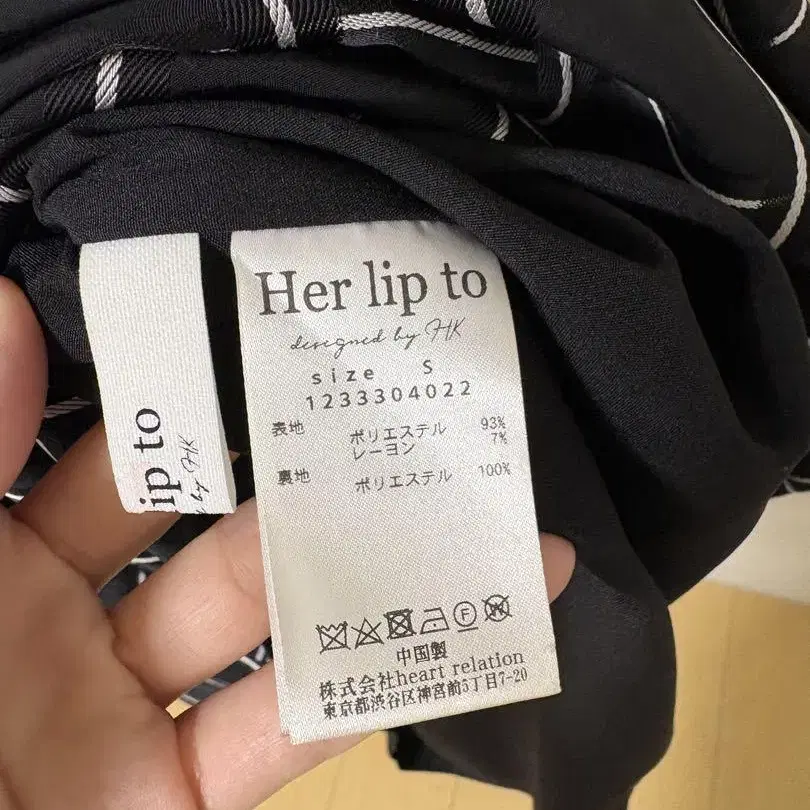 Her lip to
designed by HK
size S
1233304022
表地 ポリエステル 93%
レーヨン 7%
裏地 ポリエステル 100%
F
W
中国製
株式会社heart relation
東京都渋谷区神宮前5丁目7-20
ip to
by
HK